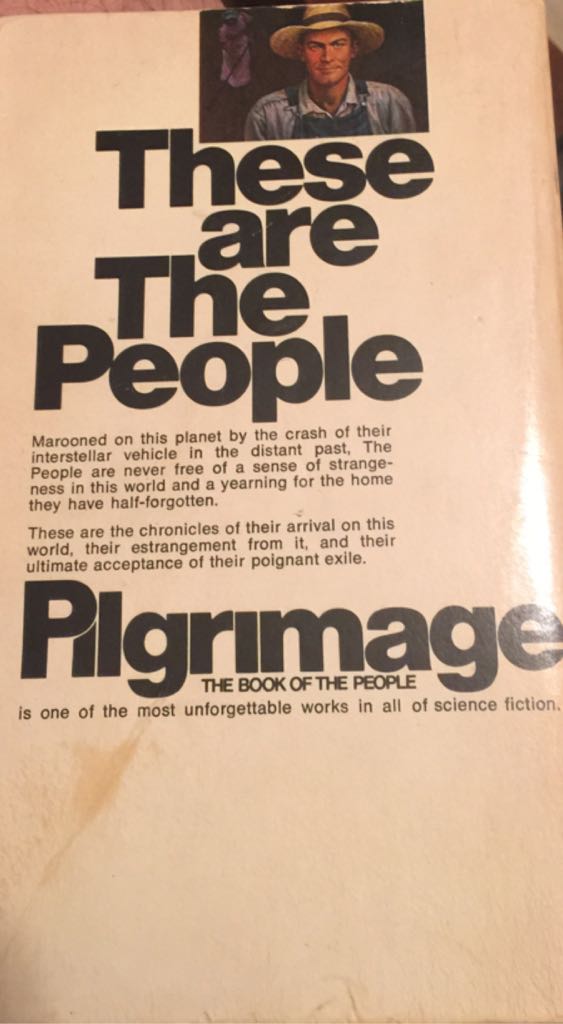 These
are
The
People
Marooned on this planet by the crash of their
interstellar vehicle in the distant past, The
People are never free of a sense of strange-
ness in this world and a yearning for the home
they have half-forgotten.
These are the chronicles of their arrival on this
world, their estrangement from it, and their
ultimate acceptance of their poignant exile.
Pilgrimage
THE BOOK OF THE PEOPLE
is one of the most unforgettable works in all of science fiction.